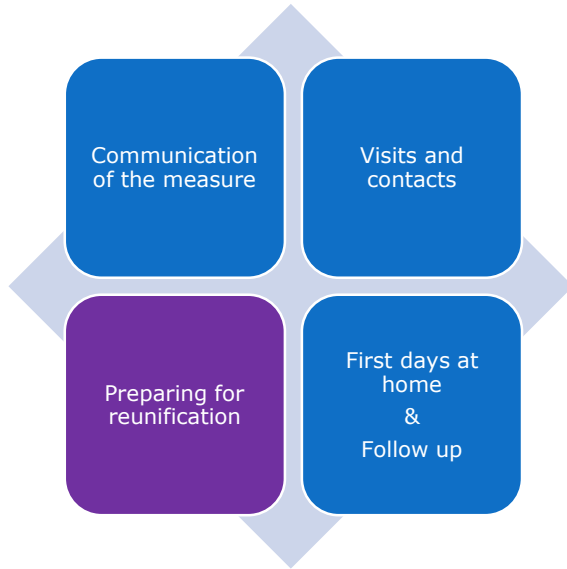 Communication
of the measure
Visits and
contacts
Preparing for
reunification
First days at
home
&
Follow up